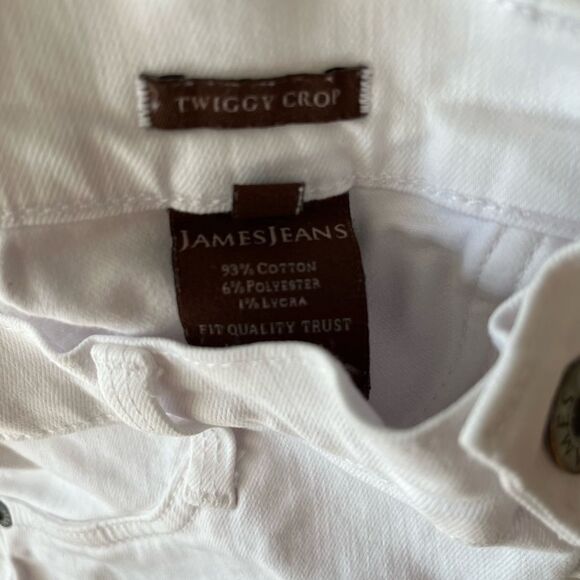 TWIGGY CROP
JAMESJEANS
93% COTTON
6% POLYESTER
1% LYCRA
FIT QUALITY TRUST